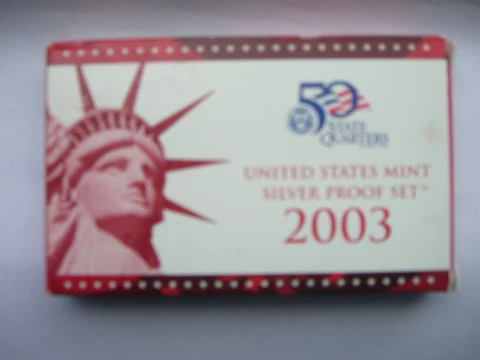 50
STATE
QUARTERS
UNITED STATES MINT
SILVER PROOF SET™
2003